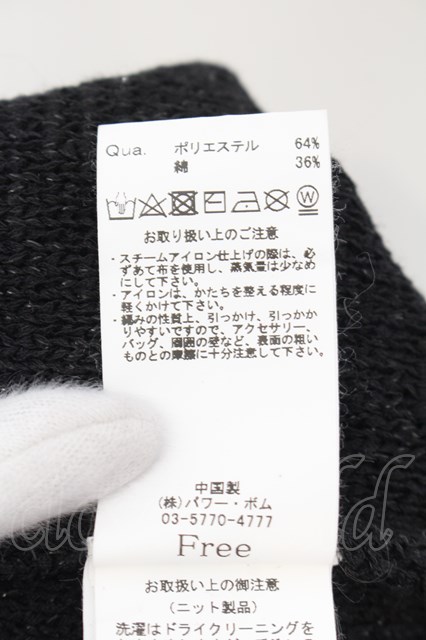 Qua. ポリエステル 64%
綿 36%
お取り扱い上のご注意
・スチームアイロン仕上げの際は、必
ずあて布を使用し、蒸気量は少なめ
にして下さい。
・アイロンは、かたちを整える程度に
軽くかけて下さい。
・編みの性質上、引っかけ、引っかか
りやすいですので、アクセサリー、
バッグ、周囲の壁など、表面の粗い
ものとの摩擦に十分注意して下さい。
中国製
(株)パワー・ボム
03-5770-4777
Free
お取扱い上の御注意
(ニット製品)
洗濯はドライクリーニングを